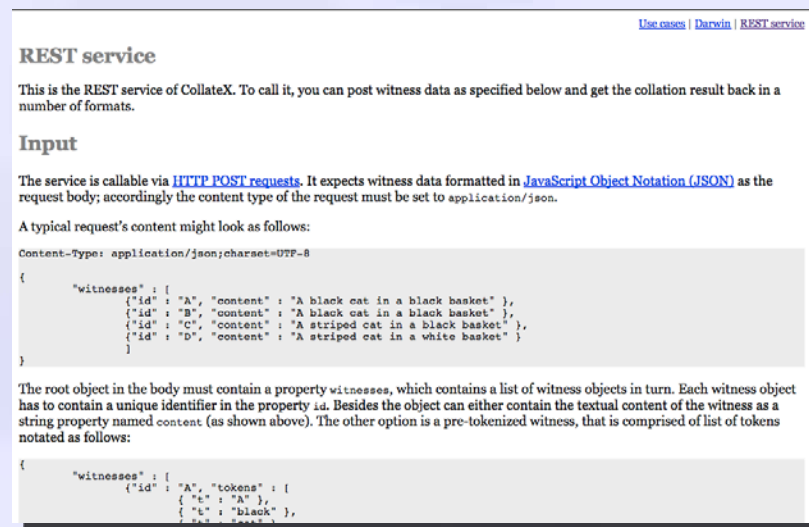 Use cases | Darwin | REST service
REST service
This is the REST service of CollateX. To call it, you can post witness data as specified below and get the collation result back in a
number of formats.
Input
The service is callable via HTTP POST requests. It expects witness data formatted in JavaScript Object Notation (JSON) as the
request body; accordingly the content type of the request must be set to application/json.
A typical request's content might look as follows:
Content-Type: application/json;charset=UTF-8
{
"witnesses" : [
{"id" : "A", "content" : "A black cat in a black basket" },
{"id" : "B", "content" : "A black cat in a black basket" },
{"id" : "C", "content" : "A striped cat in a black basket" },
{"id" : "D", "content" : "A striped cat in a white basket" }
]
}
The root object in the body must contain a property witnesses, which contains a list of witness objects in turn. Each witness object
has to contain a unique identifier in the property id. Besides the object can either contain the textual content of the witness as a
string property named content (as shown above). The other option is a pre-tokenized witness, that is comprised of list of tokens
notated as follows:
{
"witnesses" : [
{"id" : "A", "tokens" : [
{ "t" : "A" },
{ "t" : "black" },